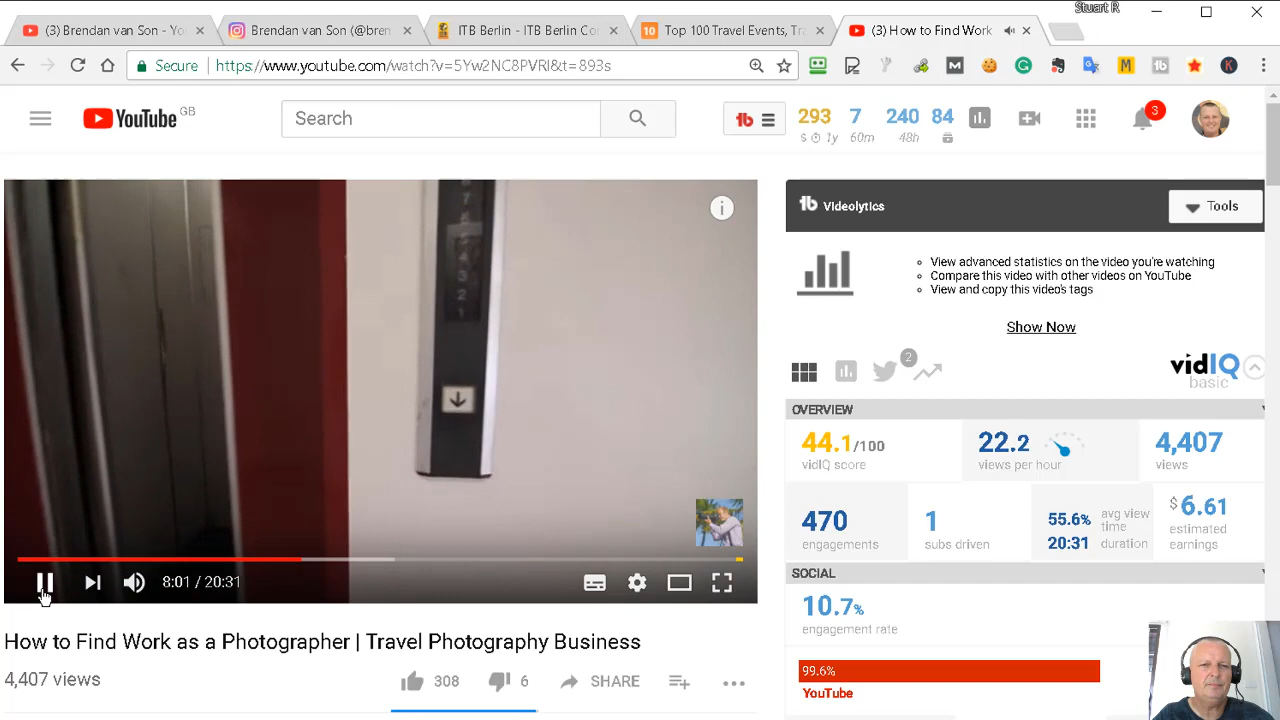 Stuart R
(3) Brendan van So
Brendan van Son (@
ITB Berlin - ITB Berlin
Top 100 Travel Events, Tr
(3) How to Find Work
Secure
https://www.youtube.com/watch?v=5Yw2NC8PVRI&t=893s
YouTube GB
Search
293 7 240 84 3
1y 60m 48h
Videolytics
Tools
View advanced statistics on the video you're watching
Compare this video with other videos on YouTube
View and copy this video's tags
Show Now
2
vidIQ
basic
OVERVIEW
44.1/100
vidIQ score
22.2
views per hour
4,407
views
470
engagements
1
subs driven
55.6% avg view time
20:31 duration
$6.61
estimated earnings
8:01 / 20:31
SOCIAL
10.7%
engagement rate
How to Find Work as a Photographer | Travel Photography Business
4,407 views
308
6
SHARE
99.6%
YouTube